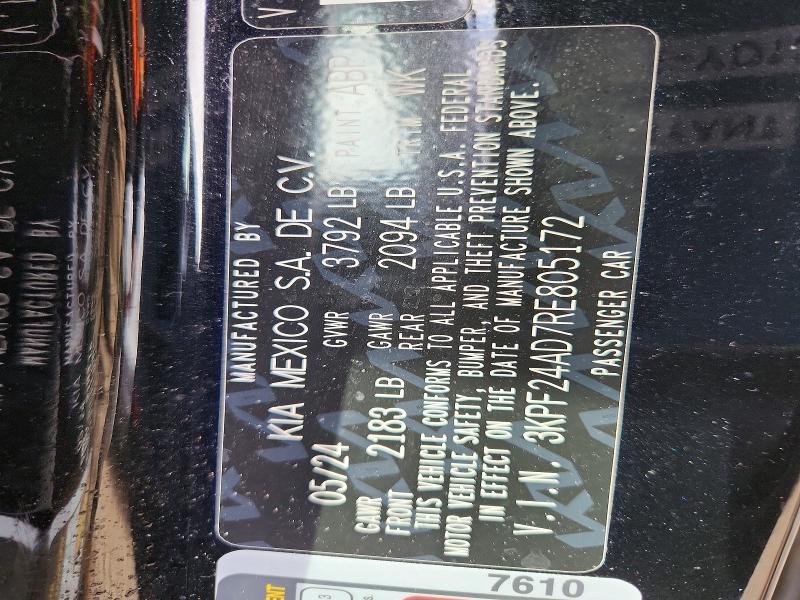 MANUFACTURED BY
KIA MEXICO S.A. DE C.V.
05/24 GVWR 3792 LB PAINT ABP
GAWR FRONT 2183 LB GAWR REAR 2094 LB TRIM WK
THIS VEHICLE CONFORMS TO ALL APPLICABLE U.S.A. FEDERAL
MOTOR VEHICLE SAFETY, BUMPER, AND THEFT PREVENTION STANDARDS
IN EFFECT ON THE DATE OF MANUFACTURE SHOWN ABOVE.
V.I.N. 3KPF24AD7RE805172
PASSENGER CAR
7610